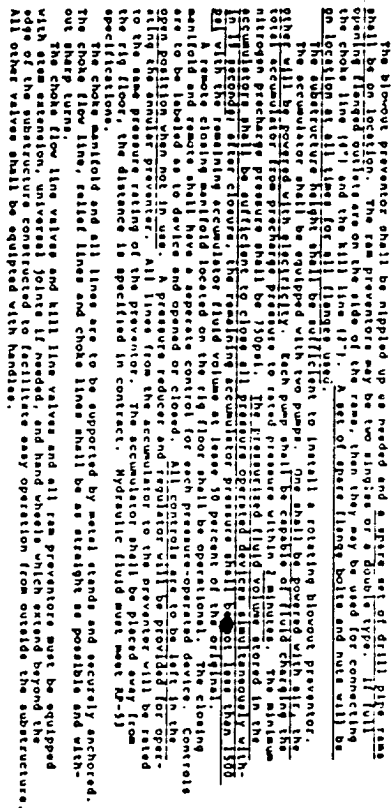 The blowout preventor shall be nippled up as needed and a spare set of drill pipe rams
shall be on location. The ram preventors may be two singles or double type. If full
opening flanged outlets are on the side of the rams, then they may be used for connecting
the choke line (4") and the kill line (2"). A set of spare flange bolts and nuts will be
on location at all times for all flanges used.
The substructure height shall be sufficient to install a rotating blowout preventor.
The accumulator shall be equipped with two pumps. One shall be powered with air, the
other will be powered with electricity. Each pump shall be capable of fluid charging the
total accumulator from precharge pressure to rated pressure within minutes. The minimum
nitrogen precharge pressure shall be 750psi. The pressurized fluid volume stored in the
accumulators shall be sufficient to close all pressure operated devices simultaneously with-
in seconds after closure, the remaining accumulator pressure shall be no less than 1500
psi with the remaining accumulator fluid volume at least 50 percent of the original.
A remote closing manifold located on the rig floor shall be operational. The closing
manifold and remote shall have a seperate control for each pressure-operated device. Controls
are to be labeled as to device and opened or closed. All controls are to be left in the
open position when not in use. A pressure reducer and regulator will be provided for oper-
ating the annular preventer. All lines from the accumulator to the preventer will be rated
to the same pressure rating of the preventor. The accumulator shall be placed away from
the rig floor, the distance is specified in contract. Hydraulic fluid must meet RP-53
specifications.
The choke manifold and all lines are to be supported by metal stands and securely anchored.
The choke flow line, relief lines and choke lines shall be as straight as possible and with-
out sharp turns.
The choke flow line valves and kill line valves and all ram preventors must be equipped
with stem extension, universal joints if needed, and hand wheels which extend beyond the
edge of the substructure constructed to facilitate easy operation from outside the substructure.
All other valves shall be equipted with handles.